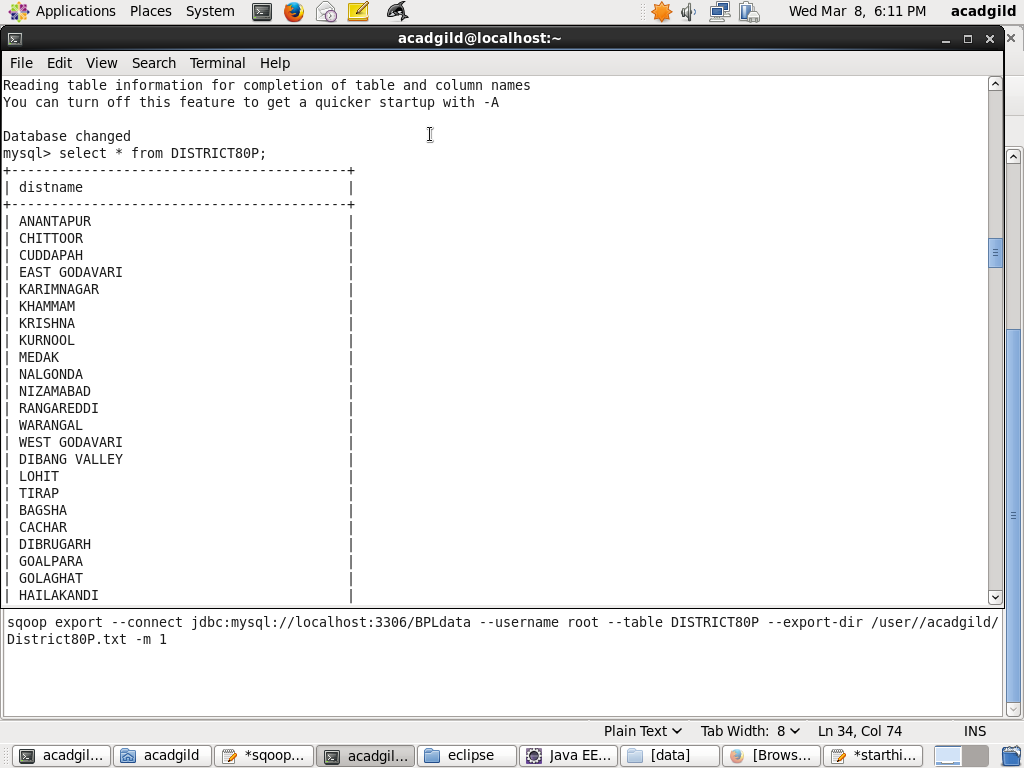 Applications Places System Wed Mar 8, 6:11 PM acadgild
acadgild@localhost:~
File Edit View Search Terminal Help
Reading table information for completion of table and column names
You can turn off this feature to get a quicker startup with -A
Database changed
mysql> select * from DISTRICT80P;
+------------------------------------------+
| distname |
+------------------------------------------+
| ANANTAPUR |
| CHITTOOR |
| CUDDAPAH |
| EAST GODAVARI |
| KARIMNAGAR |
| KHAMMAM |
| KRISHNA |
| KURNOOL |
| MEDAK |
| NALGONDA |
| NIZAMABAD |
| RANGAREDDI |
| WARANGAL |
| WEST GODAVARI |
| DIBANG VALLEY |
| LOHIT |
| TIRAP |
| BAGSHA |
| CACHAR |
| DIBRUGARH |
| GOALPARA |
| GOLAGHAT |
| HAILAKANDI |
sqoop export --connect jdbc:mysql://localhost:3306/BPLdata --username root --table DISTRICT80P --export-dir /user//acadgild/
District80P.txt -m 1
Plain Text Tab Width: 8 Ln 34, Col 74 INS
acadgil... acadgild *sqoop... acadgil... eclipse Java EE... [data] [Brows... *starthi...